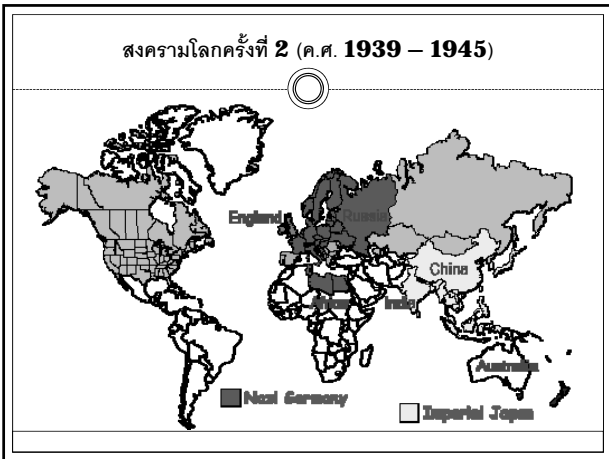 สงครามโลกครั้งที่ 2 (ค.ศ. 1939 – 1945)
England
Russia
China
Africa
India
Australia
Nazi Germany
Imperial Japan